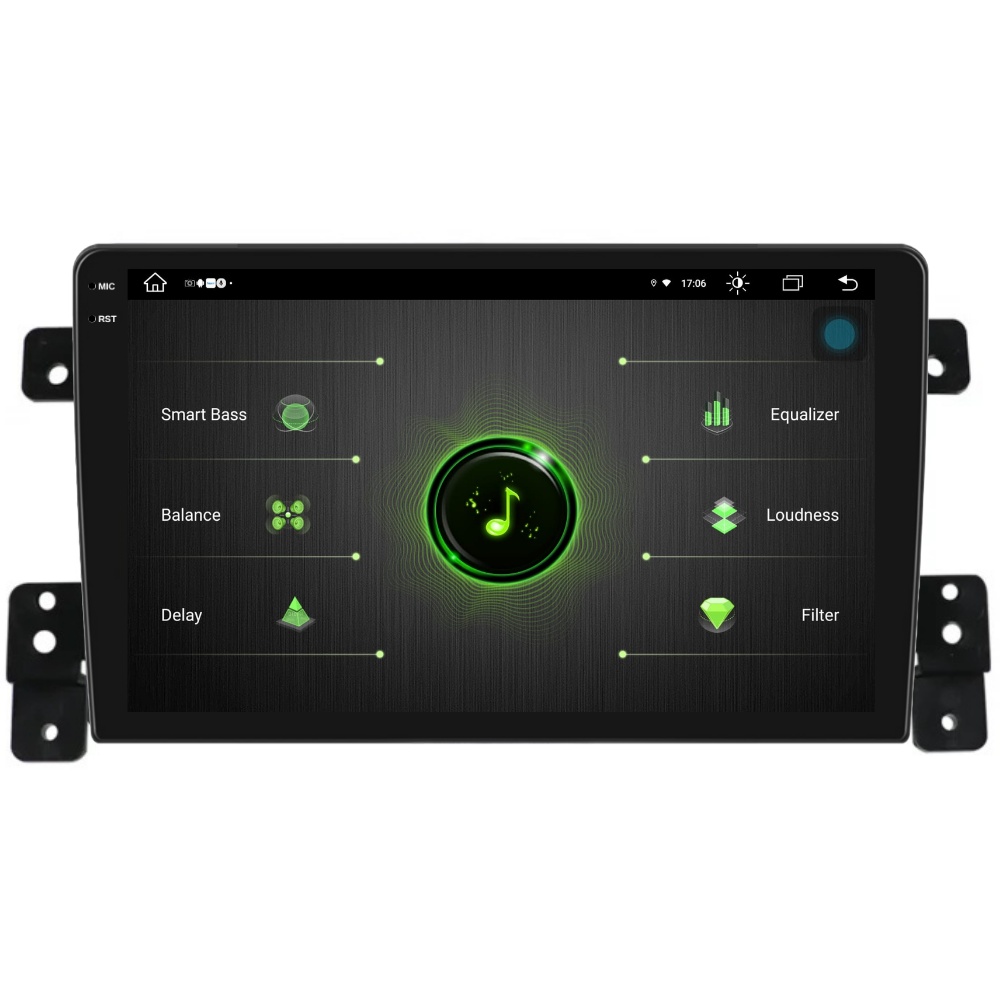 MIC
17:06
RST
Smart Bass
Equalizer
Balance
Loudness
Delay
Filter